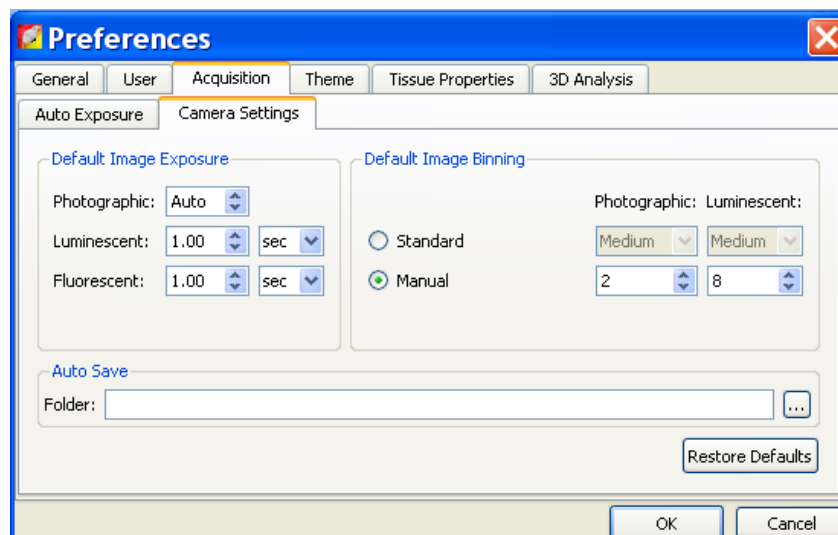 Preferences
General User Acquisition Theme Tissue Properties 3D Analysis
Auto Exposure Camera Settings
Default Image Exposure Default Image Binning
Photographic: Auto Photographic: Luminescent:
Luminescent: 1.00 sec Standard Medium Medium
Fluorescent: 1.00 sec Manual 2 8
Auto Save
Folder: ...
Restore Defaults
OK Cancel